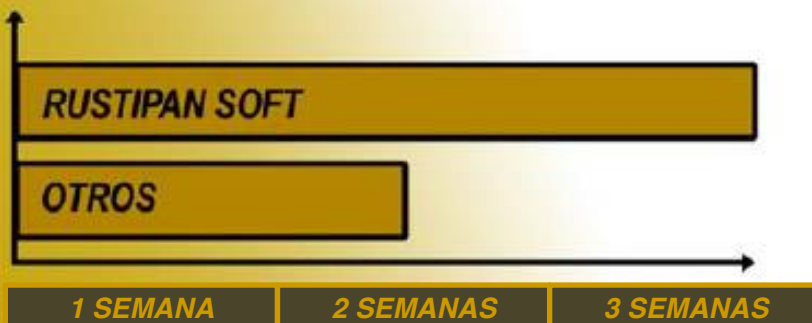 RUSTIPAN SOFT
OTROS
1 SEMANA 2 SEMANAS 3 SEMANAS